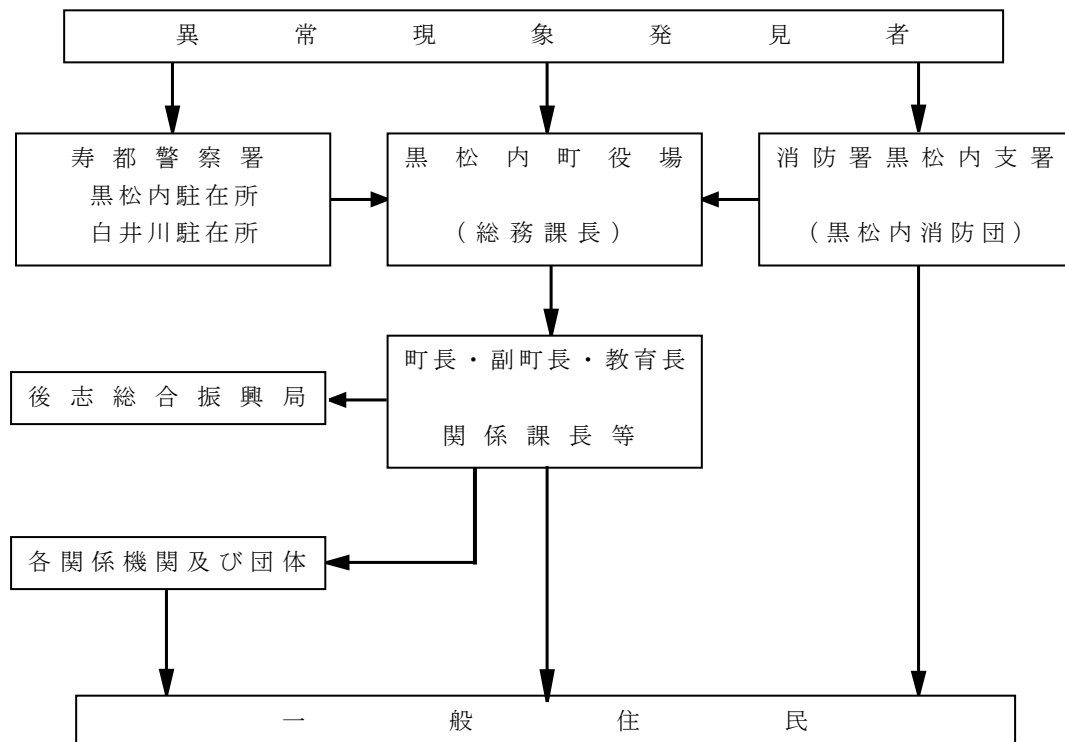 異常現象発見者
寿都警察署
黒松内駐在所
白井川駐在所
黒松内町役場
（総務課長）
消防署黒松内支署
（黒松内消防団）
町長・副町長・教育長
関係課長等
後志総合振興局
各関係機関及び団体
一般住民